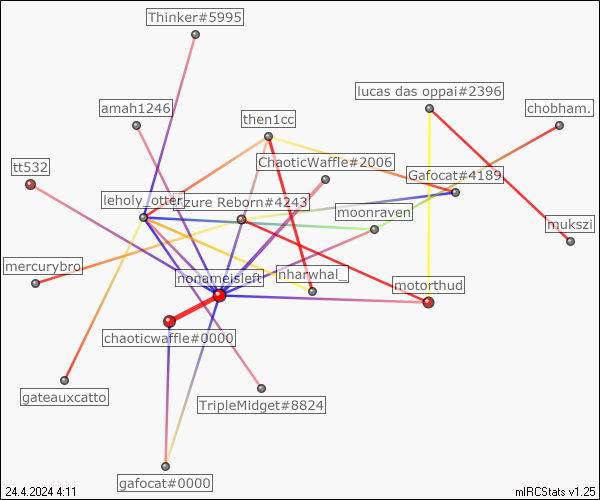 Thinker#5995
lucas das oppai#2396
amah1246
chobham.
then1cc
ChaoticWaffle#2006
tt532
Gafocat#4189
leholy_otter
zure Reborn#4243
moonraven
mukszi
mercurybro
nonameisleft
nharwhal_
motorthud
chaoticwaffle#0000
gateauxcatto
TripleMidget#8824
gafocat#0000
24.4.2024 4:11
mIRCStats v1.25